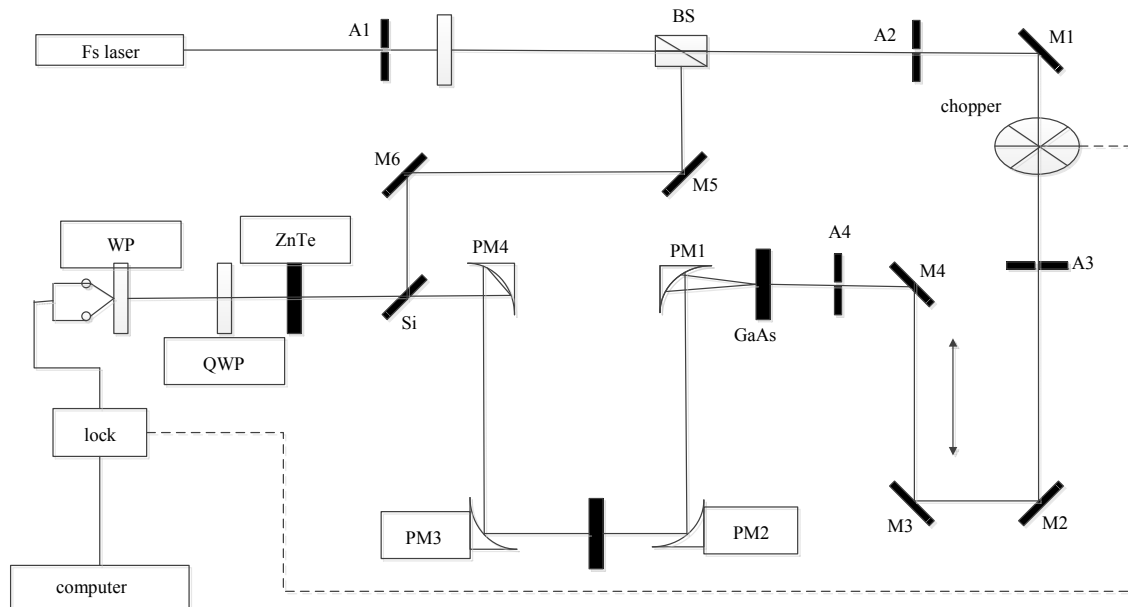 BS
A1
A2
M1
Fs laser
chopper
M6
M5
WP
ZnTe
PM4
PM1
A4
M4
A3
Si
GaAs
QWP
lock
M3
M2
PM3
PM2
computer